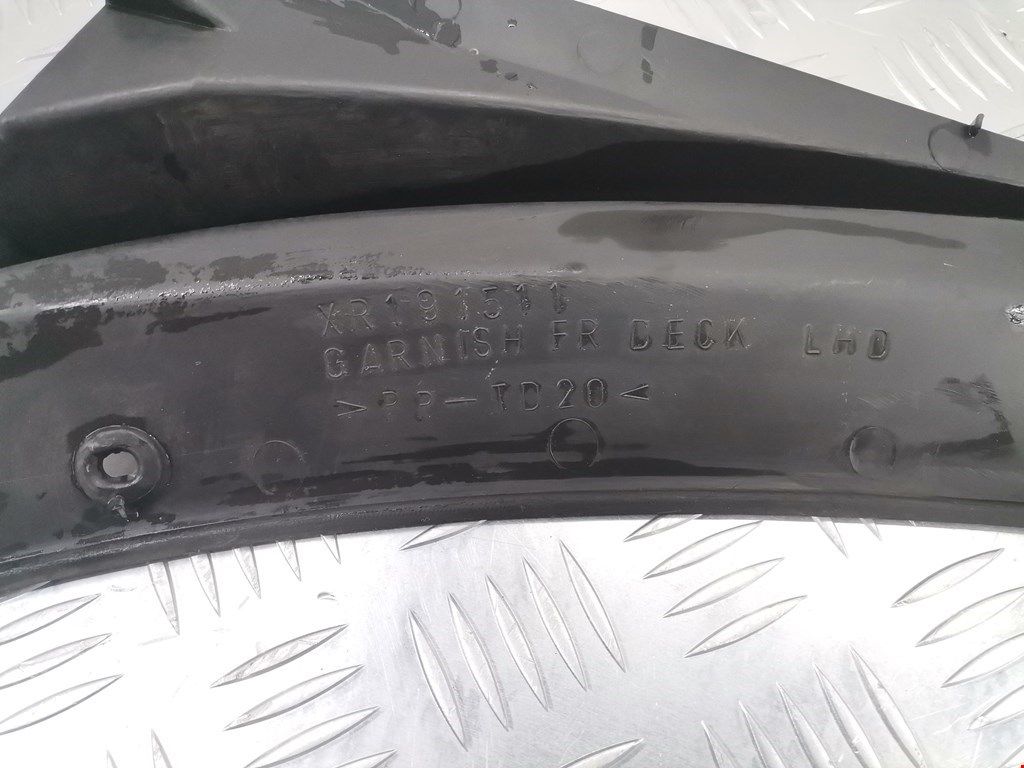 XR191511
GARNISH FR DECK LHD
>PP-TD20<